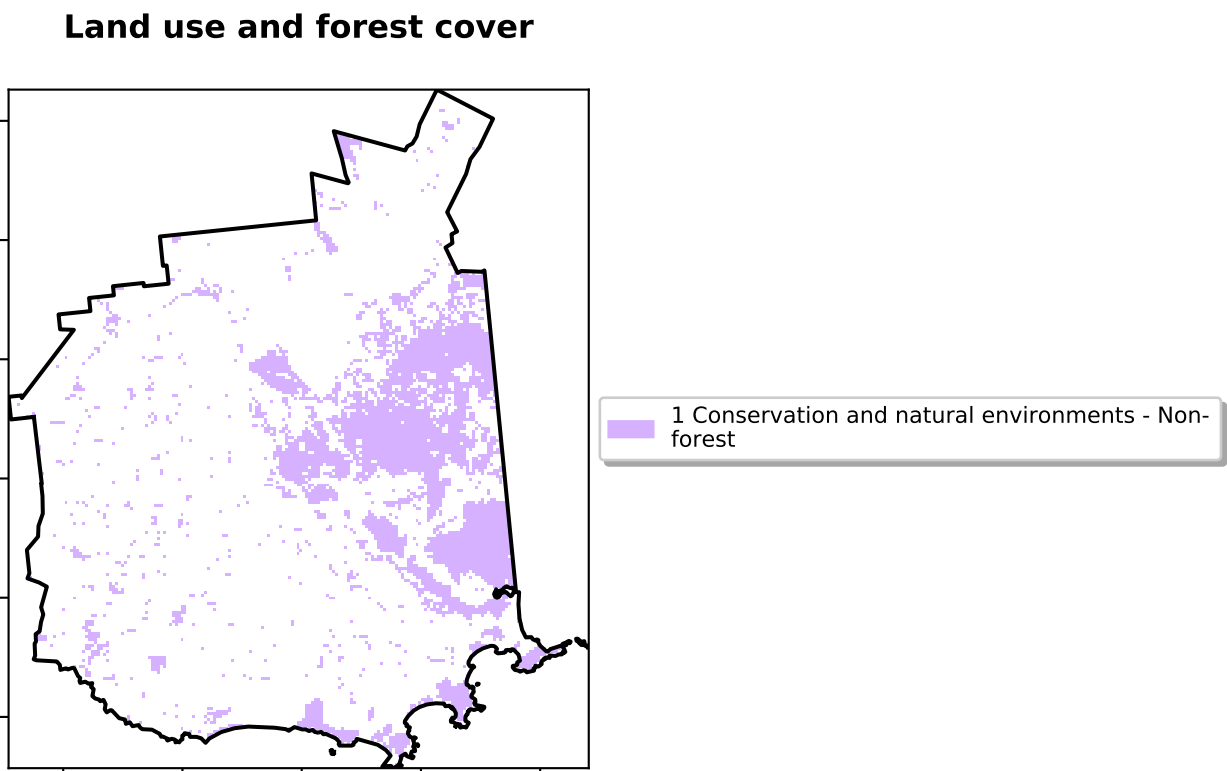 Land use and forest cover
1 Conservation and natural environments - Non-
forest